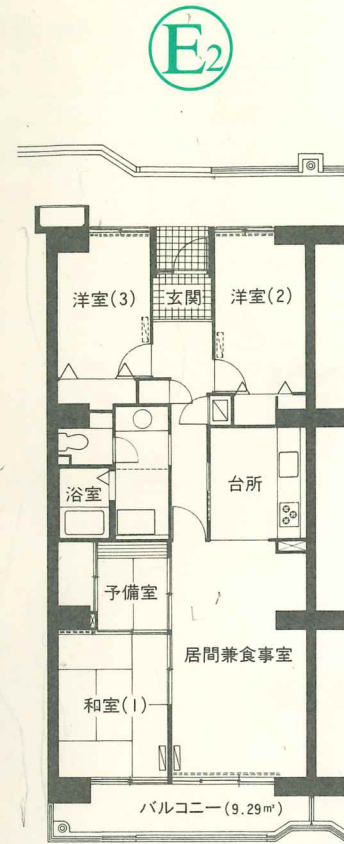 E2
洋室(3)
玄関
洋室(2)
台所
浴室
予備室
居間兼食事室
和室(1)
バルコニー(9.29㎡)